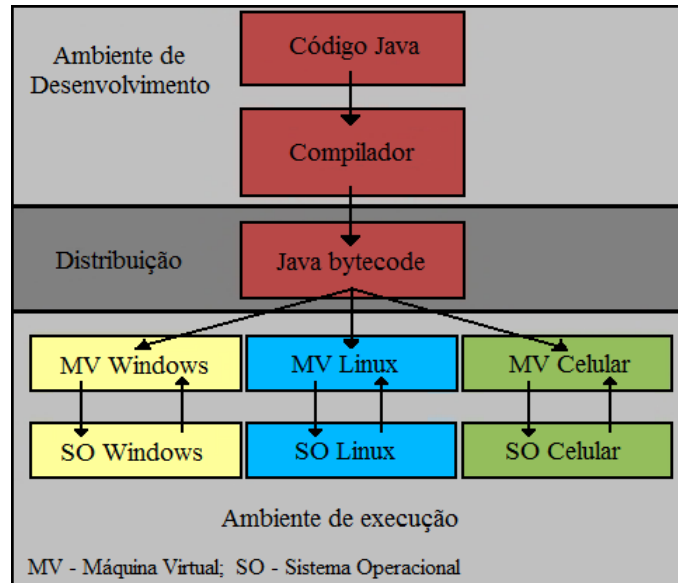 Ambiente de
Desenvolvimento
Código Java
Compilador
Distribuição
Java bytecode
MV Windows
MV Linux
MV Celular
SO Windows
SO Linux
SO Celular
Ambiente de execução
MV - Máquina Virtual; SO - Sistema Operacional